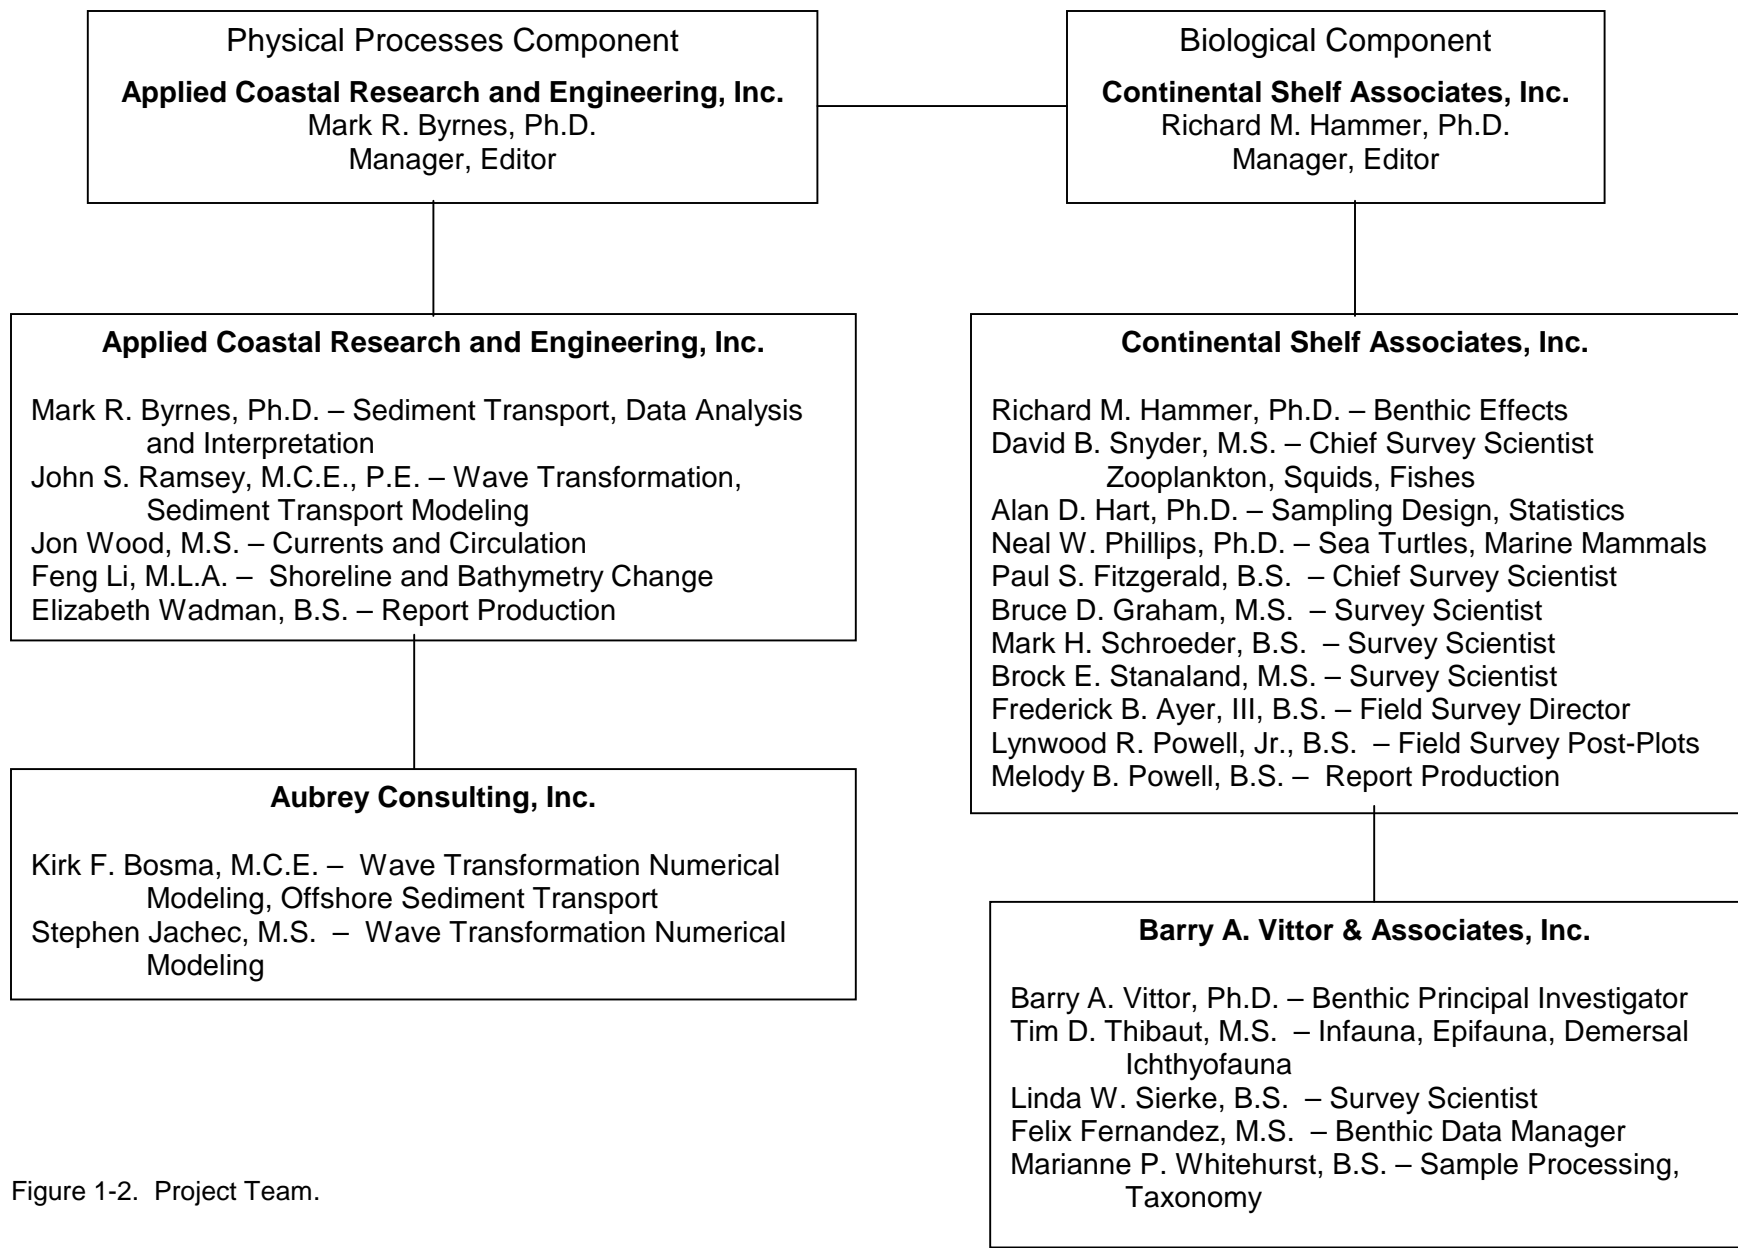 Physical Processes Component
Applied Coastal Research and Engineering, Inc.
Mark R. Byrnes, Ph.D.
Manager, Editor
Biological Component
Continental Shelf Associates, Inc.
Richard M. Hammer, Ph.D.
Manager, Editor
Applied Coastal Research and Engineering, Inc.
Mark R. Byrnes, Ph.D. – Sediment Transport, Data Analysis
and Interpretation
John S. Ramsey, M.C.E., P.E. – Wave Transformation,
Sediment Transport Modeling
Jon Wood, M.S. – Currents and Circulation
Feng Li, M.L.A. – Shoreline and Bathymetry Change
Elizabeth Wadman, B.S. – Report Production
Continental Shelf Associates, Inc.
Richard M. Hammer, Ph.D. – Benthic Effects
David B. Snyder, M.S. – Chief Survey Scientist
Zooplankton, Squids, Fishes
Alan D. Hart, Ph.D. – Sampling Design, Statistics
Neal W. Phillips, Ph.D. – Sea Turtles, Marine Mammals
Paul S. Fitzgerald, B.S. – Chief Survey Scientist
Bruce D. Graham, M.S. – Survey Scientist
Mark H. Schroeder, B.S. – Survey Scientist
Brock E. Stanaland, M.S. – Survey Scientist
Frederick B. Ayer, III, B.S. – Field Survey Director
Lynwood R. Powell, Jr., B.S. – Field Survey Post-Plots
Melody B. Powell, B.S. – Report Production
Aubrey Consulting, Inc.
Kirk F. Bosma, M.C.E. – Wave Transformation Numerical
Modeling, Offshore Sediment Transport
Stephen Jachec, M.S. – Wave Transformation Numerical
Modeling
Barry A. Vittor & Associates, Inc.
Barry A. Vittor, Ph.D. – Benthic Principal Investigator
Tim D. Thibaut, M.S. – Infauna, Epifauna, Demersal
Ichthyofauna
Linda W. Sierke, B.S. – Survey Scientist
Felix Fernandez, M.S. – Benthic Data Manager
Marianne P. Whitehurst, B.S. – Sample Processing,
Taxonomy
Figure 1-2. Project Team.